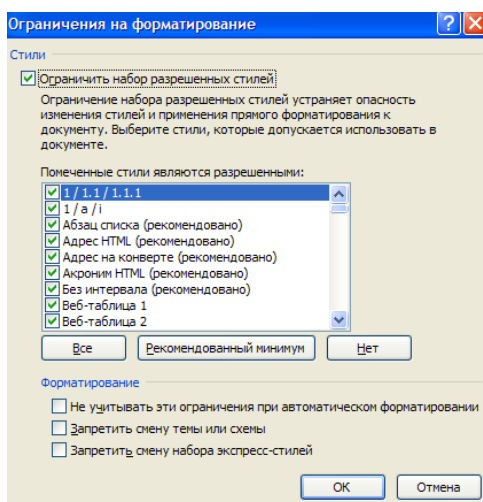 Ограничения на форматирование
Стили
Ограничить набор разрешенных стилей
Ограничение набора разрешенных стилей устраняет опасность
изменения стилей и применения прямого форматирования к
документу. Выберите стили, которые допускается использовать в
документе.
Помеченные стили являются разрешенными:
1 / 1.1 / 1.1.1
1 / a / i
Абзац списка (рекомендовано)
Адрес HTML (рекомендовано)
Адрес на конверте (рекомендовано)
Акроним HTML (рекомендовано)
Без интервала (рекомендовано)
Веб-таблица 1
Веб-таблица 2
Все Рекомендованный минимум Нет
Форматирование
Не учитывать эти ограничения при автоматическом форматировании
Запретить смену темы или схемы
Запретить смену набора экспресс-стилей
ОК Отмена